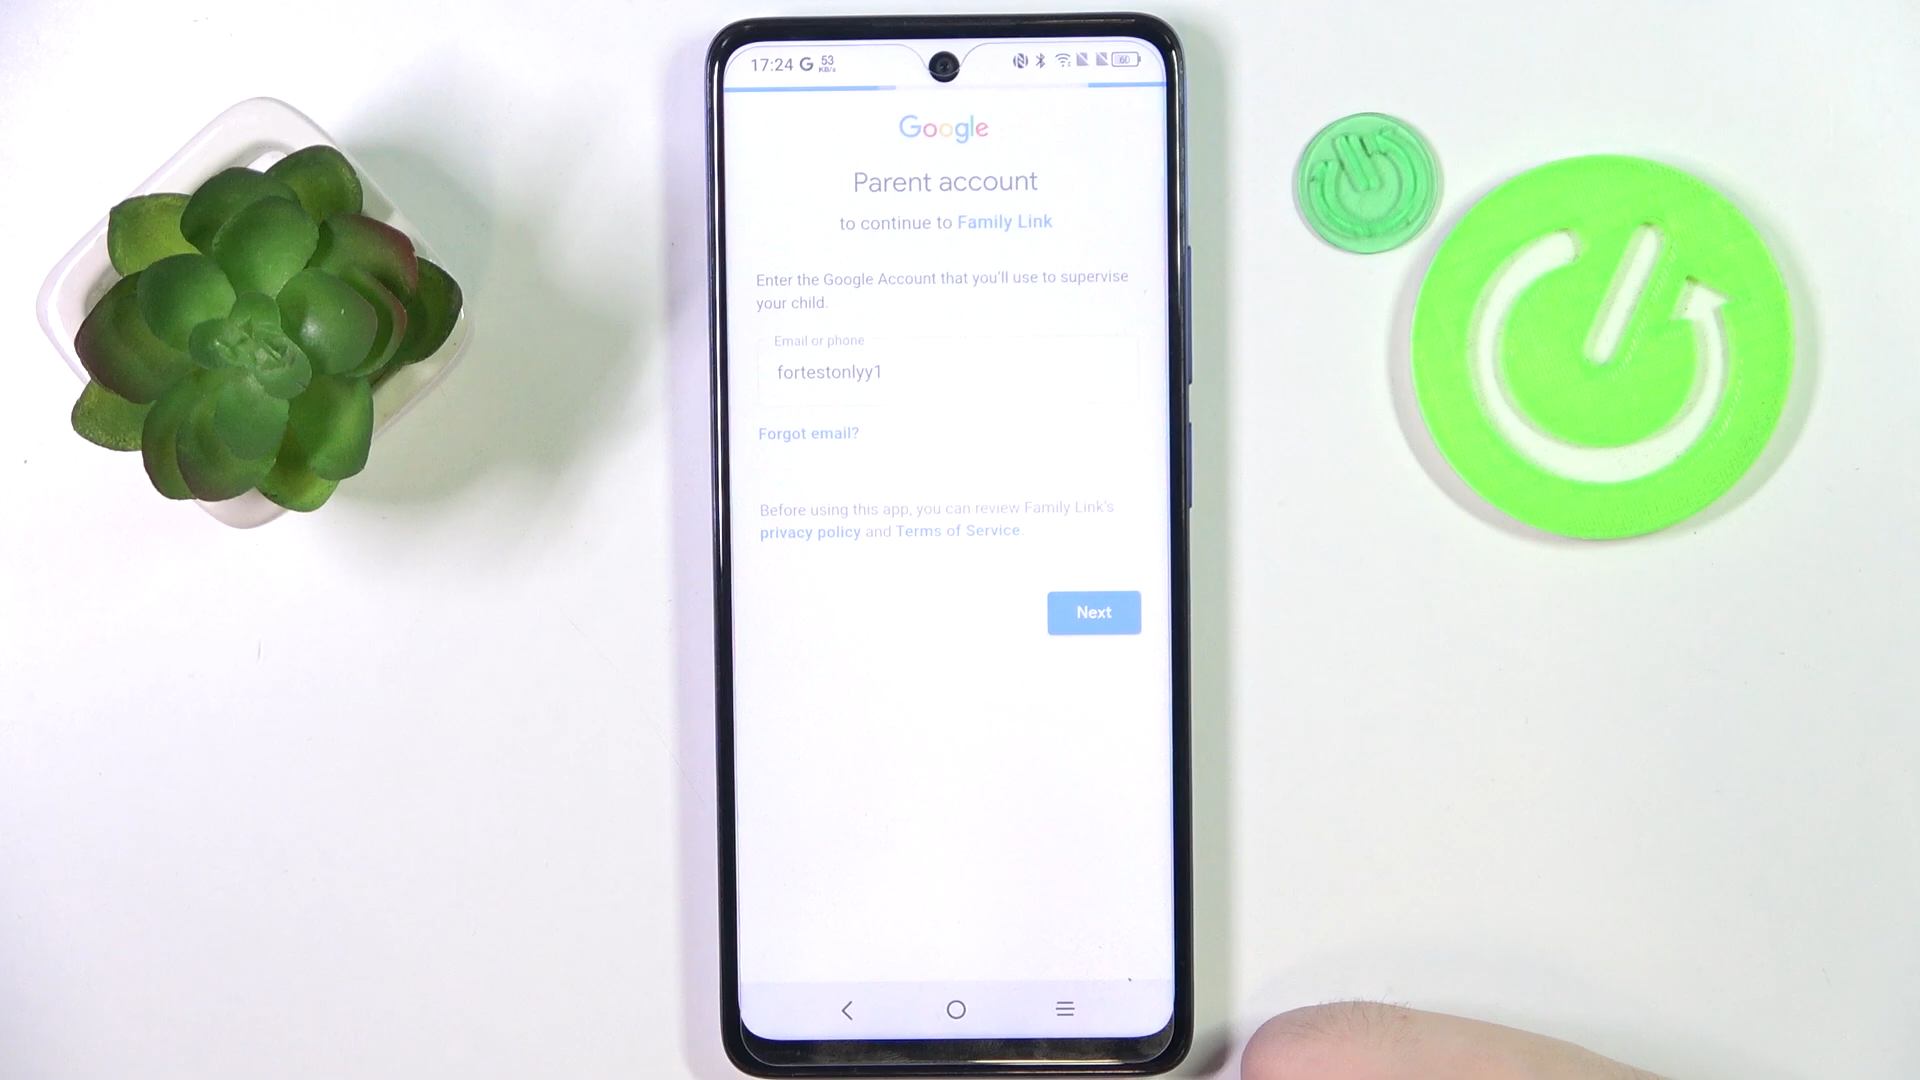 17:24 G 53 KB/s 60
Google
Parent account
to continue to Family Link
Enter the Google Account that you'll use to supervise
your child.
Email or phone
fortestonlyy1
Forgot email?
Before using this app, you can review Family Link's
privacy policy and Terms of Service.
Next